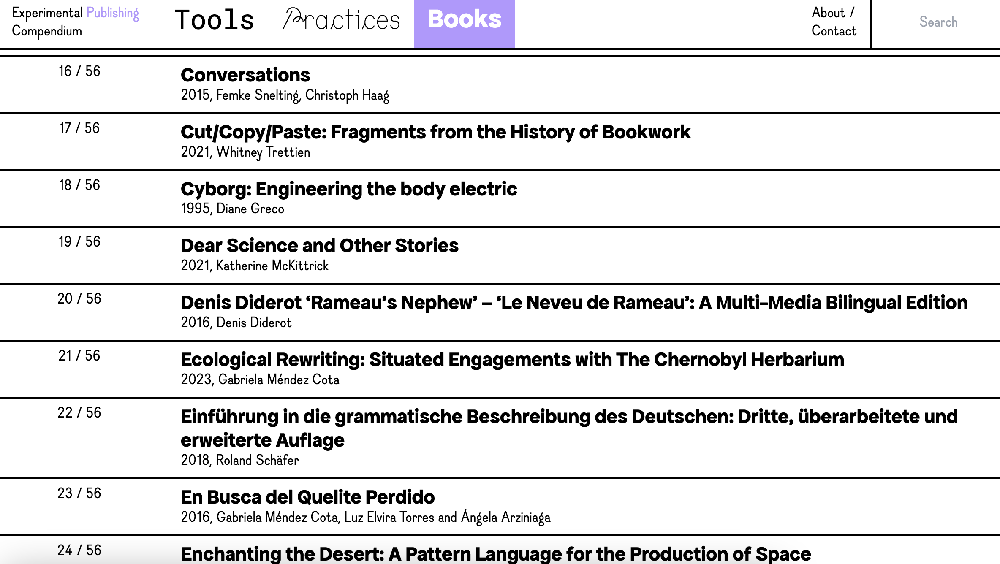 Experimental Publishing
Compendium
Tools
Practices
Books
About /
Contact
Search
16 / 56
Conversations
2015, Femke Snelting, Christoph Haag
17 / 56
Cut/Copy/Paste: Fragments from the History of Bookwork
2021, Whitney Trettien
18 / 56
Cyborg: Engineering the body electric
1995, Diane Greco
19 / 56
Dear Science and Other Stories
2021, Katherine McKittrick
20 / 56
Denis Diderot ‘Rameau’s Nephew’ – ‘Le Neveu de Rameau’: A Multi-Media Bilingual Edition
2016, Denis Diderot
21 / 56
Ecological Rewriting: Situated Engagements with The Chernobyl Herbarium
2023, Gabriela Méndez Cota
22 / 56
Einführung in die grammatische Beschreibung des Deutschen: Dritte, überarbeitete und
erweiterte Auflage
2018, Roland Schäfer
23 / 56
En Busca del Quelite Perdido
2016, Gabriela Méndez Cota, Luz Elvira Torres and Ángela Arziniaga
24 / 56
Enchanting the Desert: A Pattern Language for the Production of Space